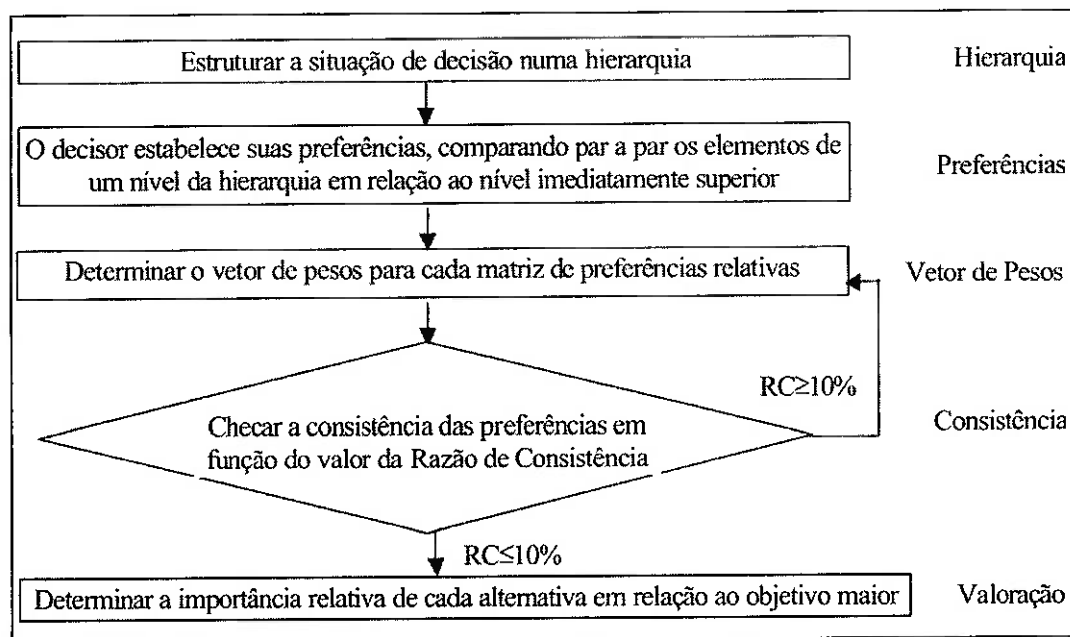 Estruturar a situação de decisão numa hierarquia
Hierarquia
O decisor estabelece suas preferências, comparando par a par os elementos de
um nível da hierarquia em relação ao nível imediatamente superior
Preferências
Determinar o vetor de pesos para cada matriz de preferências relativas
Vetor de Pesos
RC≥10%
Checar a consistência das preferências em
função do valor da Razão de Consistência
Consistência
RC≤10%
Determinar a importância relativa de cada alternativa em relação ao objetivo maior
Valoração